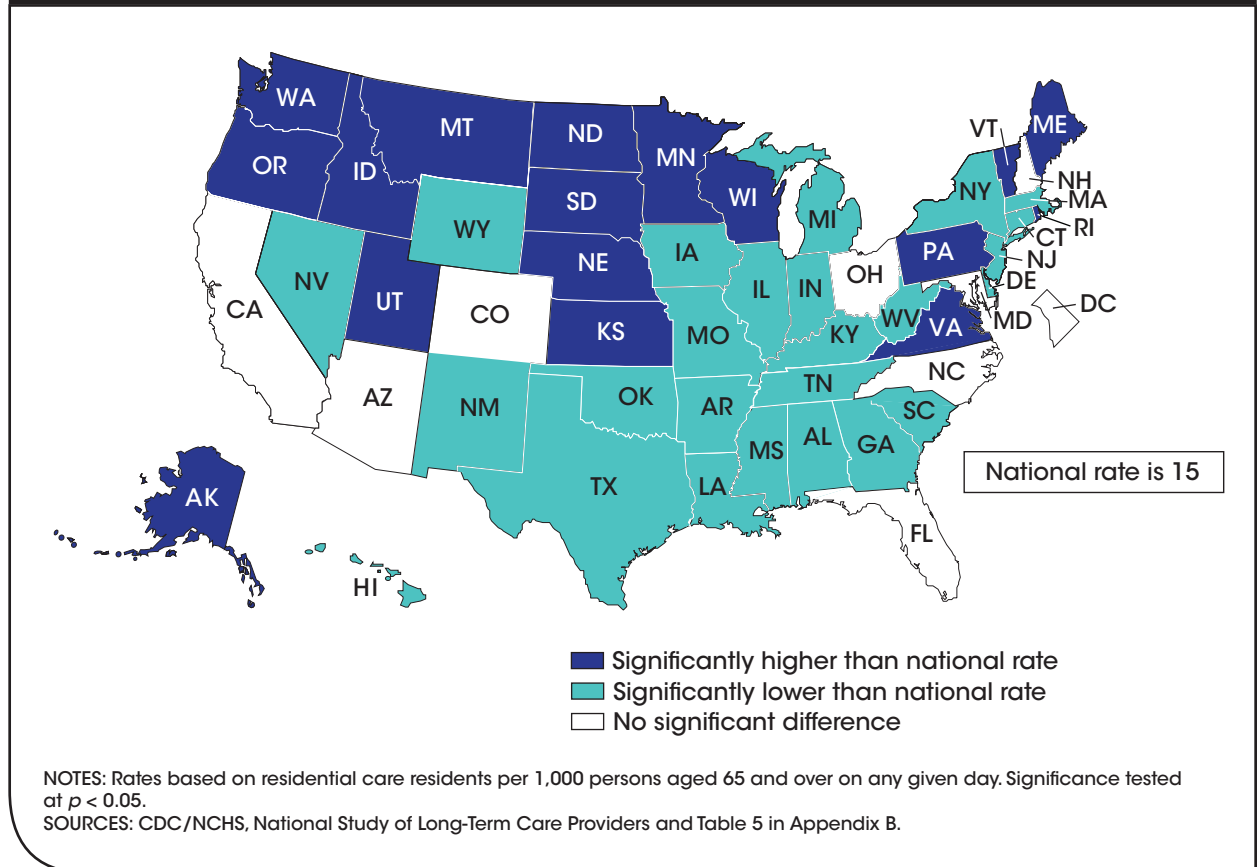 WA
MT
ND
MN
VT
ME
OR
ID
SD
WI
NY
NH
MA
WY
MI
RI
CT
NV
NE
IA
PA
NJ
UT
CO
IL
IN
OH
DE
DC
CA
KS
MO
KY
WV
VA
MD
AZ
NM
OK
AR
TN
NC
SC
MS
AL
GA
TX
LA
National rate is 15
AK
FL
HI
Significantly higher than national rate
Significantly lower than national rate
No significant difference
NOTES: Rates based on residential care residents per 1,000 persons aged 65 and over on any given day. Significance tested
at p < 0.05.
SOURCES: CDC/NCHS, National Study of Long-Term Care Providers and Table 5 in Appendix B.